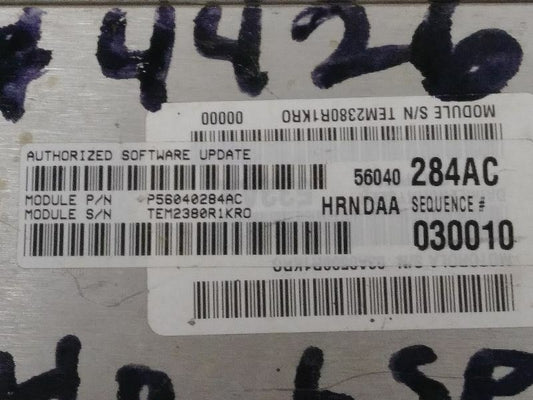 4426
MODULE S/N TEM2380R1KRO 00000
AUTHORIZED SOFTWARE UPDATE
56040 284AC
MODULE P/N +P56040284AC
MODULE S/N TEM2380R1KRO
HRNDAA SEQUENCE #
030010